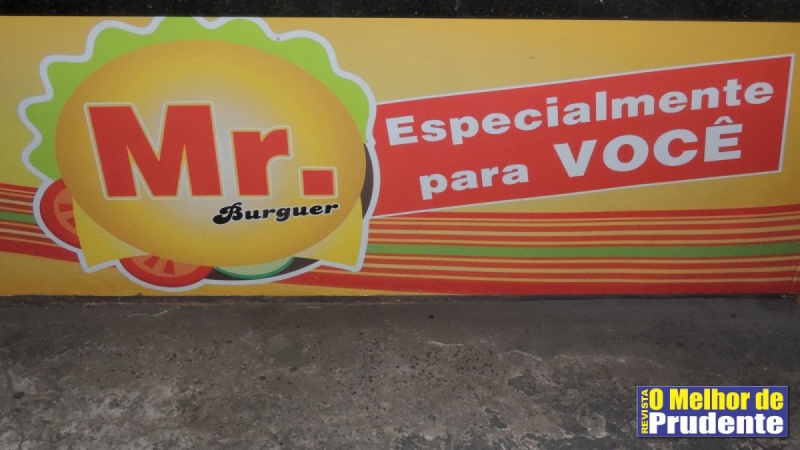 Mr.
Burguer
Especialmente
para VOCÊ
REVISTA
O Melhor de
Prudente